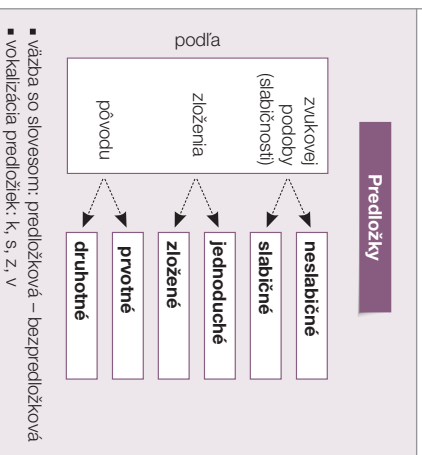 Predložky
podľa
zvukovej
podoby
(slabičnosti)
neslabičné
slabičné
zloženia
jednoduché
zložené
pôvodu
prvotné
druhotné
▪ väzba so slovesom: predložková – bezpredložková
▪ vokalizácia predložiek: k, s, z, v